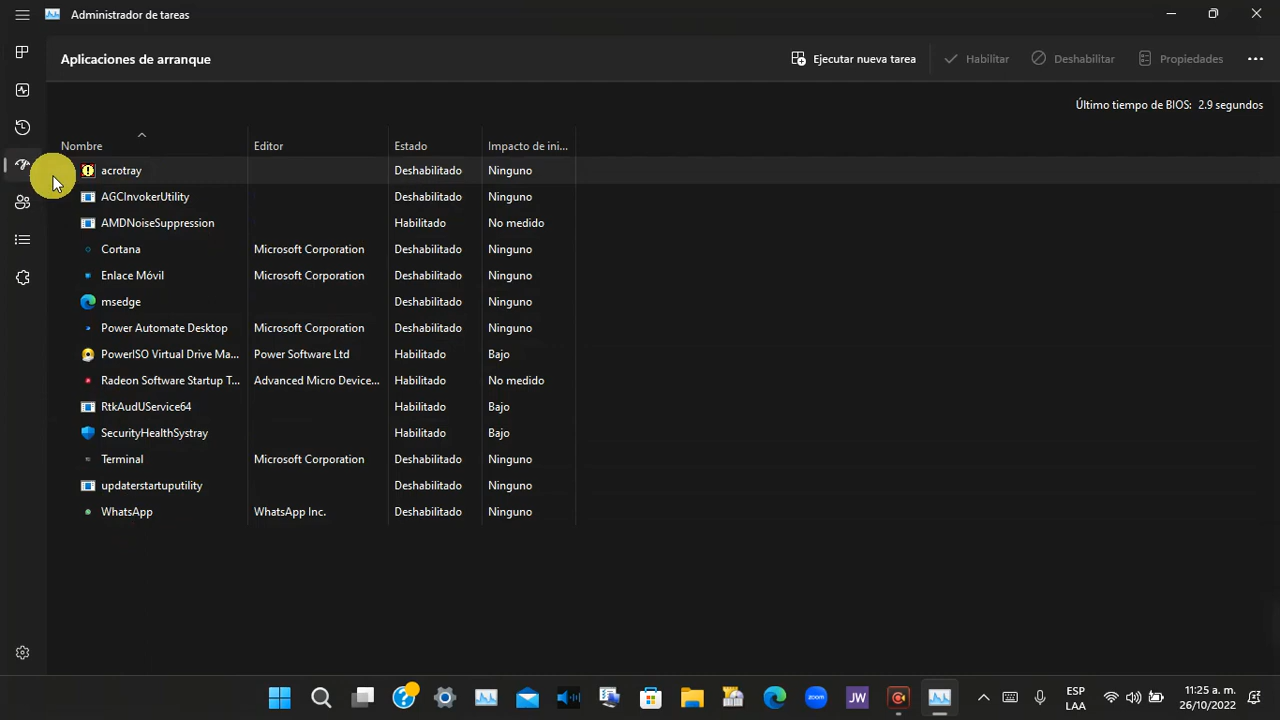 Administrador de tareas
Aplicaciones de arranque
Ejecutar nueva tarea
Habilitar
Deshabilitar
Propiedades
Último tiempo de BIOS: 2.9 segundos
Nombre Editor Estado Impacto de ini...
acrotray Deshabilitado Ninguno
AGCInvokerUtility Deshabilitado Ninguno
AMDNoiseSuppression Habilitado No medido
Cortana Microsoft Corporation Deshabilitado Ninguno
Enlace Móvil Microsoft Corporation Deshabilitado Ninguno
msedge Deshabilitado Ninguno
Power Automate Desktop Microsoft Corporation Deshabilitado Ninguno
PowerISO Virtual Drive Ma... Power Software Ltd Habilitado Bajo
Radeon Software Startup T... Advanced Micro Device... Habilitado No medido
RtkAudUService64 Habilitado Bajo
SecurityHealthSystray Habilitado Bajo
Terminal Microsoft Corporation Deshabilitado Ninguno
updaterstartuputility Deshabilitado Ninguno
WhatsApp WhatsApp Inc. Deshabilitado Ninguno
zoom
JW
ESP
LAA
11:25 a. m.
26/10/2022